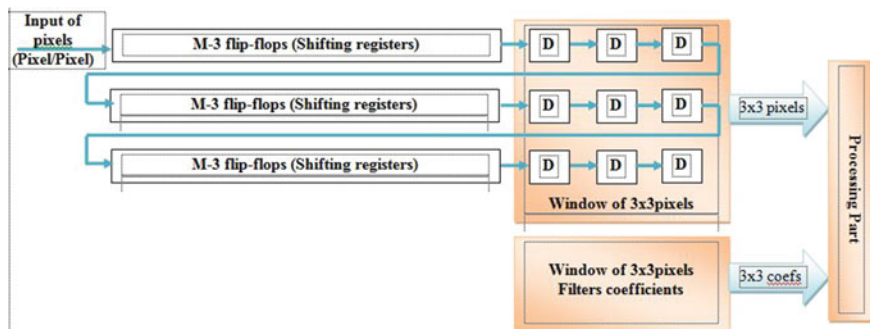 Input of
pixels
(Pixel/Pixel)
M-3 flip-flops (Shifting registers)
D
D
D
M-3 flip-flops (Shifting registers)
D
D
D
3x3 pixels
M-3 flip-flops (Shifting registers)
D
D
D
Window of 3x3pixels
Processing Part
Window of 3x3pixels
Filters coefficients
3x3 coefs